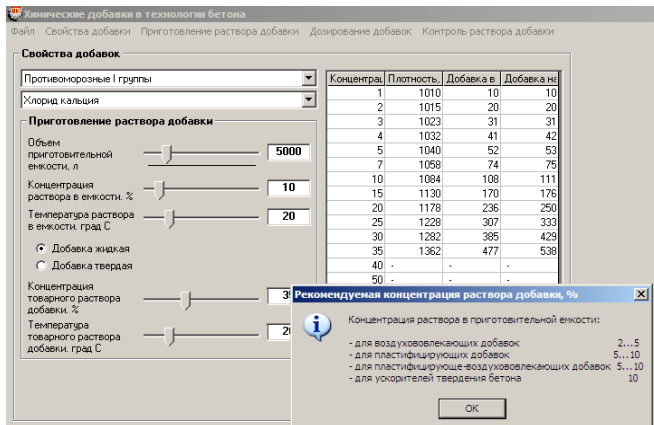 Химические добавки в технологии бетона
Файл Свойства добавки Приготовление раствора добавки Дозирование добавок Контроль раствора добавки
Свойства добавок
Противоморозные I группы
Хлорид кальция
Приготовление раствора добавки
Объем
приготовительной
емкости, л
5000
Концентрация
раствора в емкости. %
10
Температура раствора
в емкости. град С
20
Добавка жидкая
Добавка твердая
Концентрация
товарного раствора
добавки. %
Температура
товарного раствора
добавки. град С
Концентрац Плотность, Добавка в Добавка на
1 1010 10 10
2 1015 20 20
3 1023 31 31
4 1032 41 42
5 1040 52 53
7 1058 74 75
10 1084 108 111
15 1130 170 176
20 1178 236 250
25 1228 307 333
30 1282 385 429
35 1362 477 538
40 - - -
50 - - -
Рекомендуемая концентрация раствора добавки, %
Концентрация раствора в приготовительной емкости:
- для воздухововлекающих добавок 2...5
- для пластифицирующих добавок 5...10
- для пластифицирующе-воздухововлекающих добавок 5...10
- для ускорителей твердения бетона 10
OK